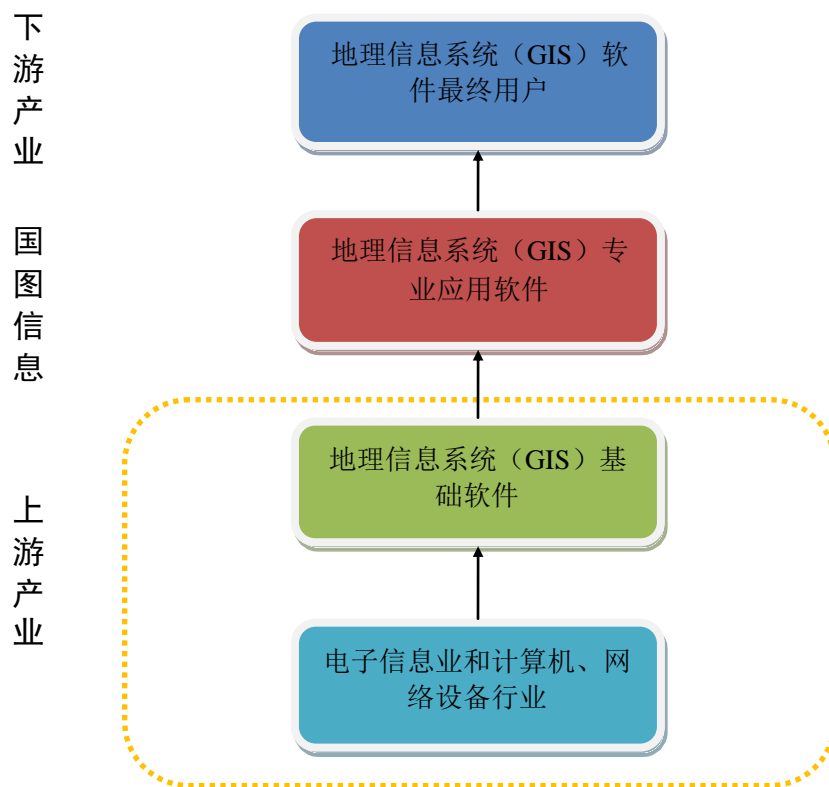 下游产业
地理信息系统（GIS）软
件最终用户
国图信息
地理信息系统（GIS）专
业应用软件
上游产业
地理信息系统（GIS）基
础软件
电子信息业和计算机、网
络设备行业